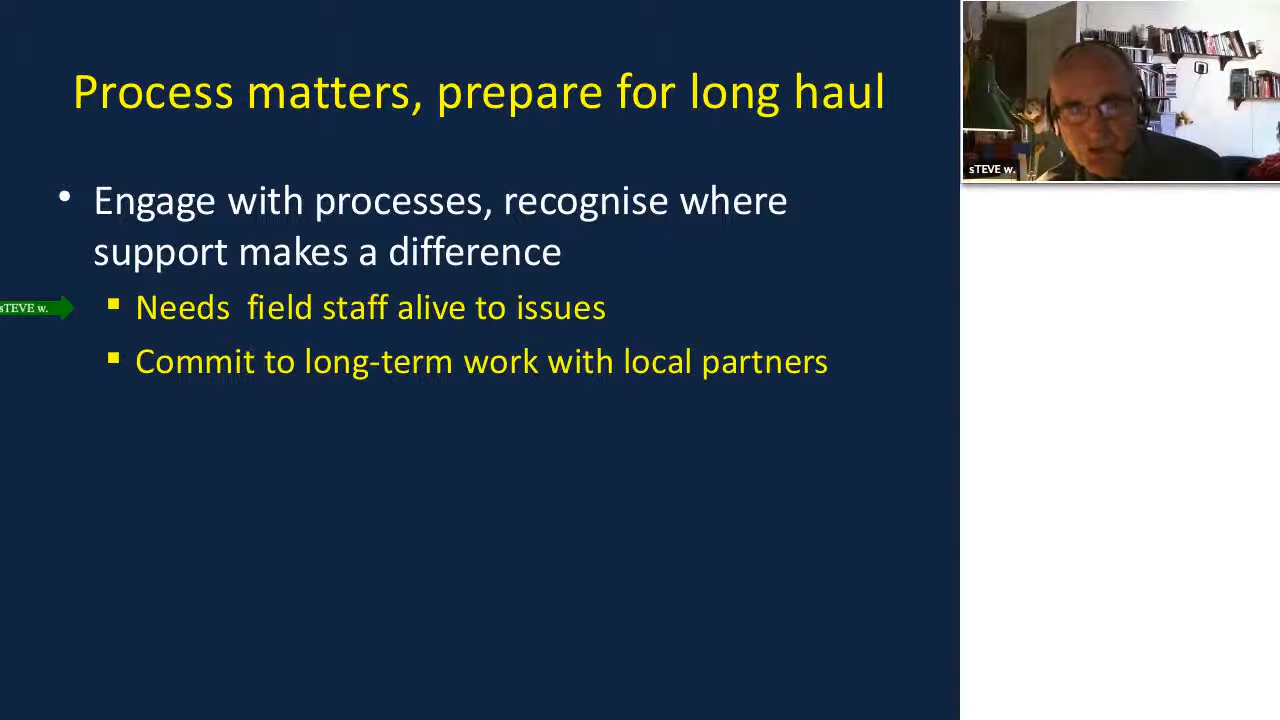 Process matters, prepare for long haul
• Engage with processes, recognise where
support makes a difference
sTEVE w.
▪ Needs field staff alive to issues
▪ Commit to long-term work with local partners
sTEVE w.